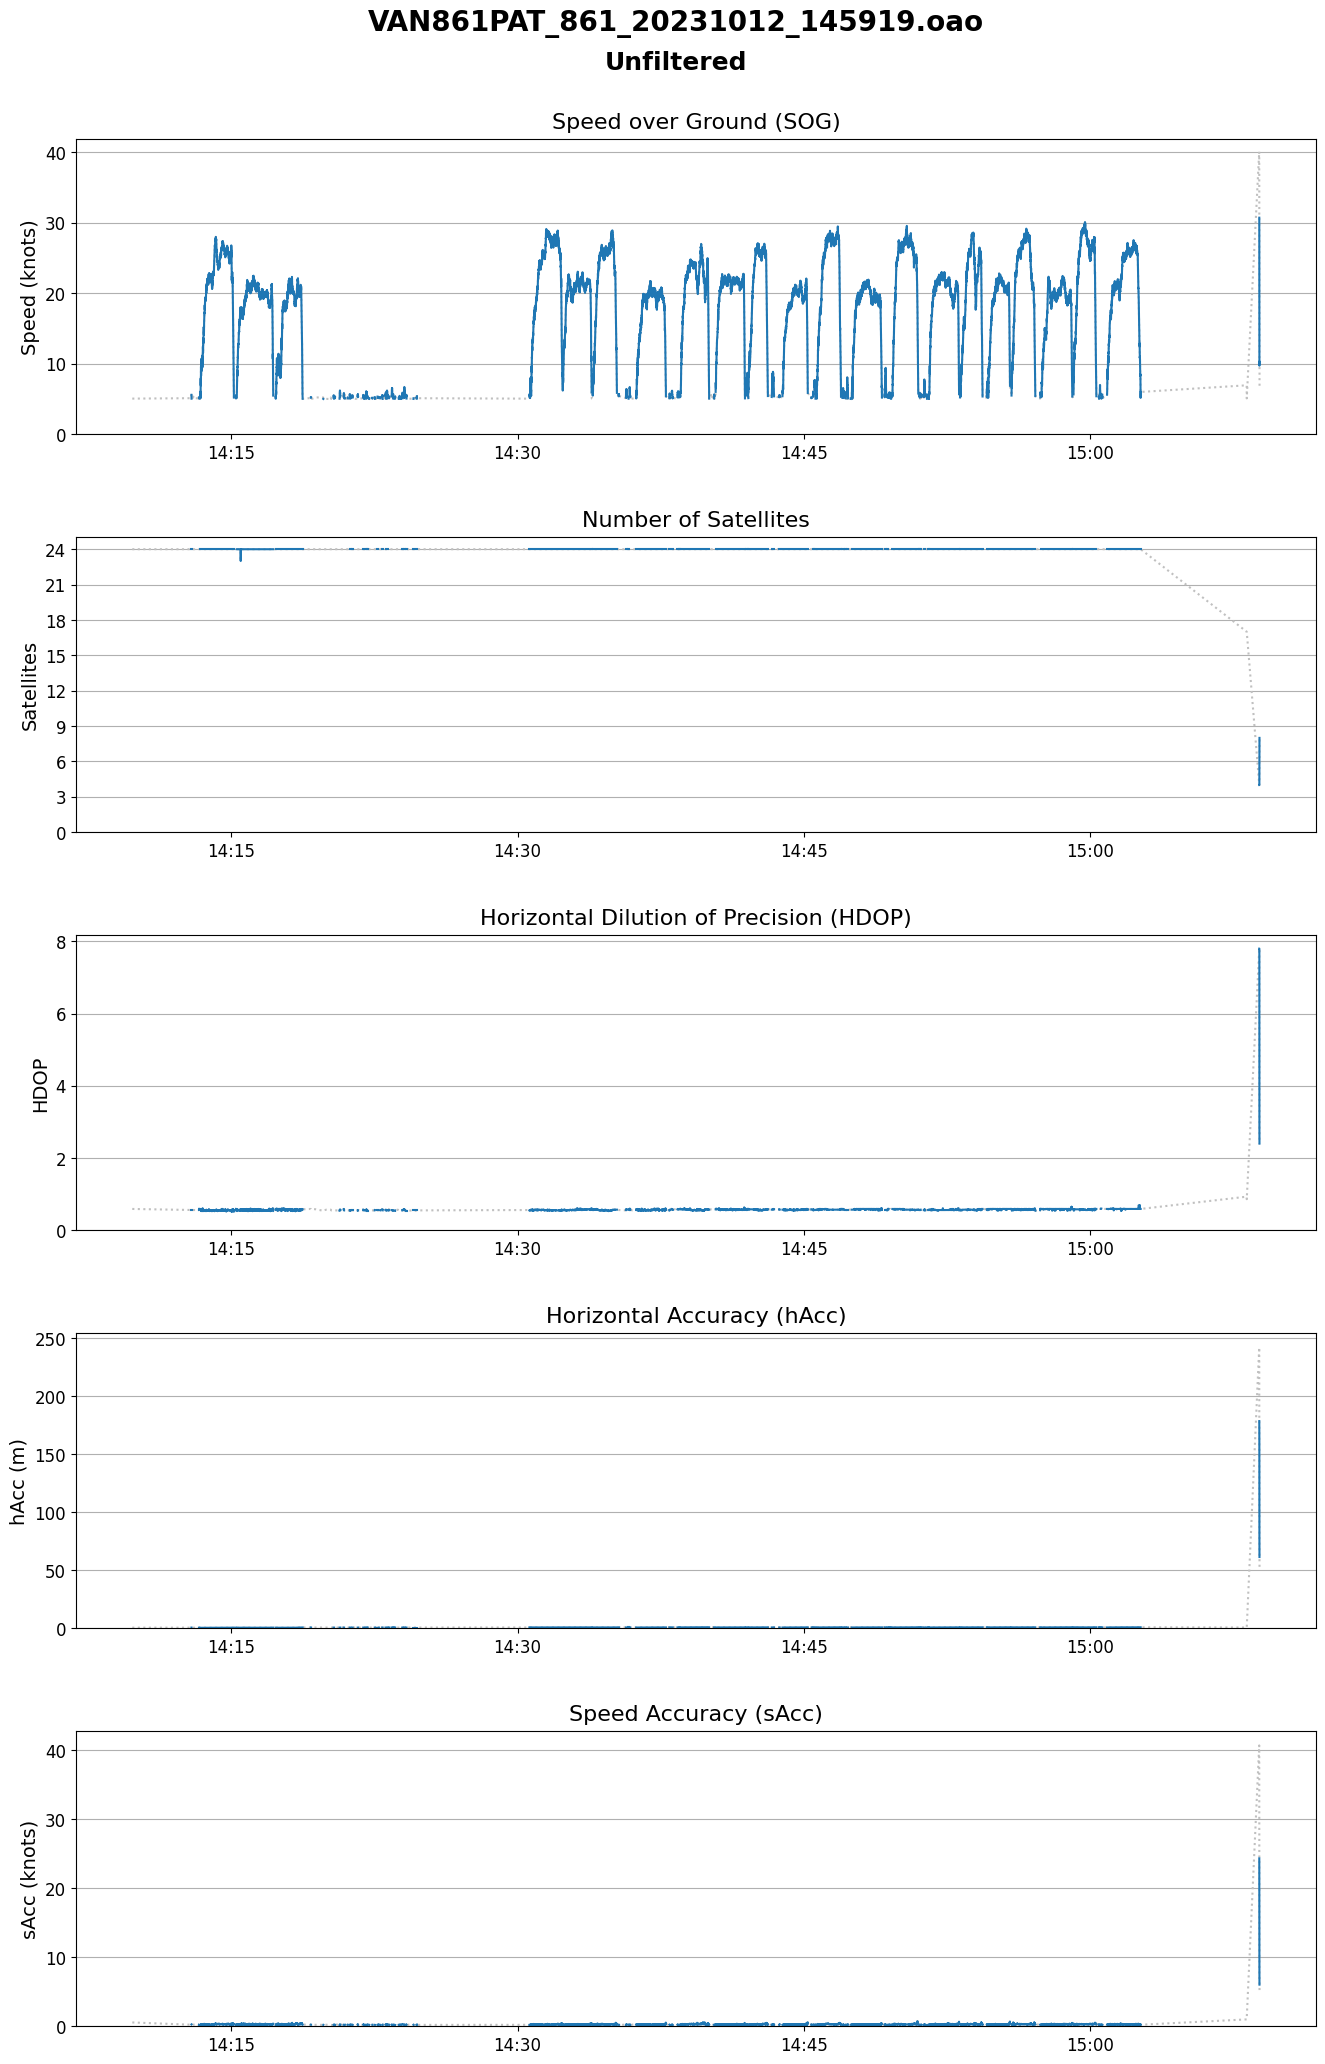 VAN861PAT_861_20231012_145919.oao
Unfiltered
Speed over Ground (SOG)
40
30
20
10
0
Speed (knots)
14:15 14:30 14:45 15:00
Number of Satellites
24
21
18
15
12
9
6
3
0
Satellites
14:15 14:30 14:45 15:00
Horizontal Dilution of Precision (HDOP)
8
6
4
2
0
HDOP
14:15 14:30 14:45 15:00
Horizontal Accuracy (hAcc)
250
200
150
100
50
0
hAcc (m)
14:15 14:30 14:45 15:00
Speed Accuracy (sAcc)
40
30
20
10
0
sAcc (knots)
14:15 14:30 14:45 15:00